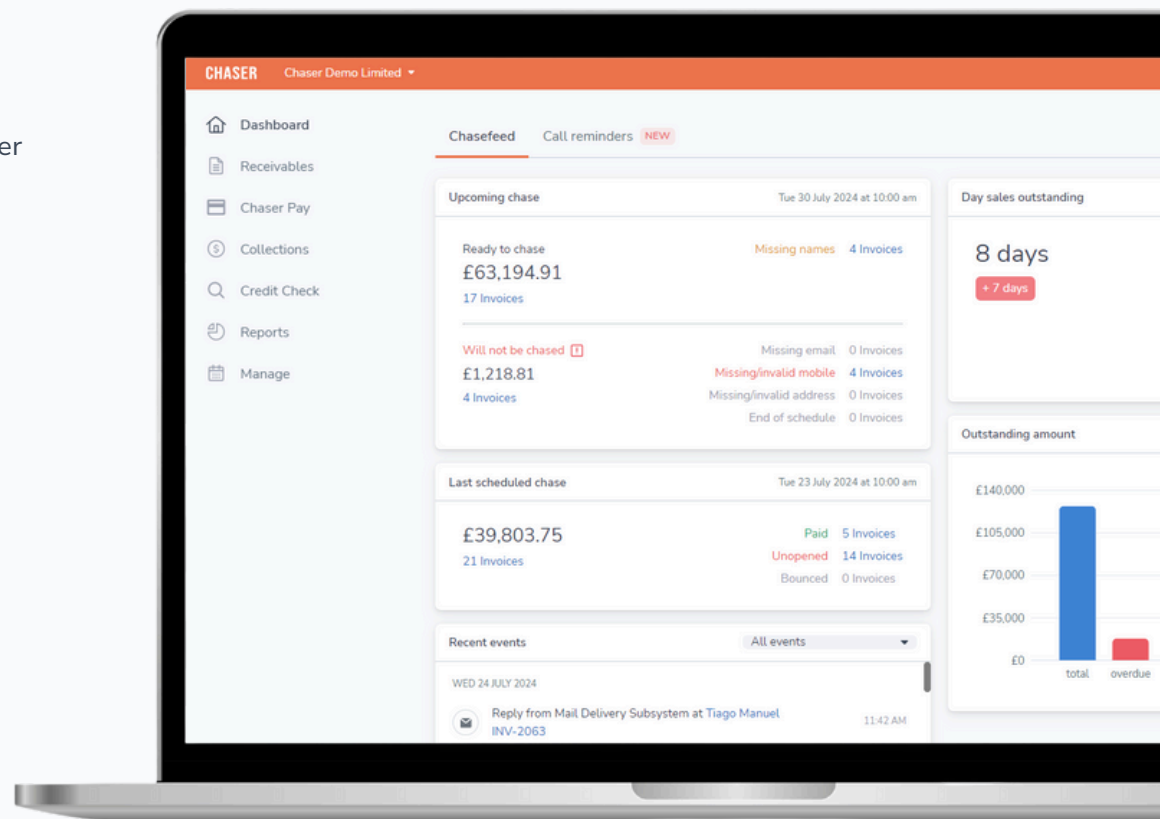 er
CHASER Chaser Demo Limited
Dashboard
Receivables
Chaser Pay
Collections
Credit Check
Reports
Manage
Chasefeed Call reminders NEW
Upcoming chase Tue 30 July 2024 at 10:00 am
Ready to chase Missing names 4 Invoices
£63,194.91
17 Invoices
Will not be chased Missing email 0 Invoices
£1,218.81 Missing/invalid mobile 4 Invoices
4 Invoices Missing/invalid address 0 Invoices
End of schedule 0 Invoices
Last scheduled chase Tue 23 July 2024 at 10:00 am
£39,803.75 Paid 5 Invoices
21 Invoices Unopened 14 Invoices
Bounced 0 Invoices
Recent events All events
WED 24 JULY 2024
Reply from Mail Delivery Subsystem at Tiago Manuel 11:42 AM
INV-2063
Day sales outstanding
8 days
+ 7 days
Outstanding amount
£140,000
£105,000
£70,000
£35,000
£0
total overdue